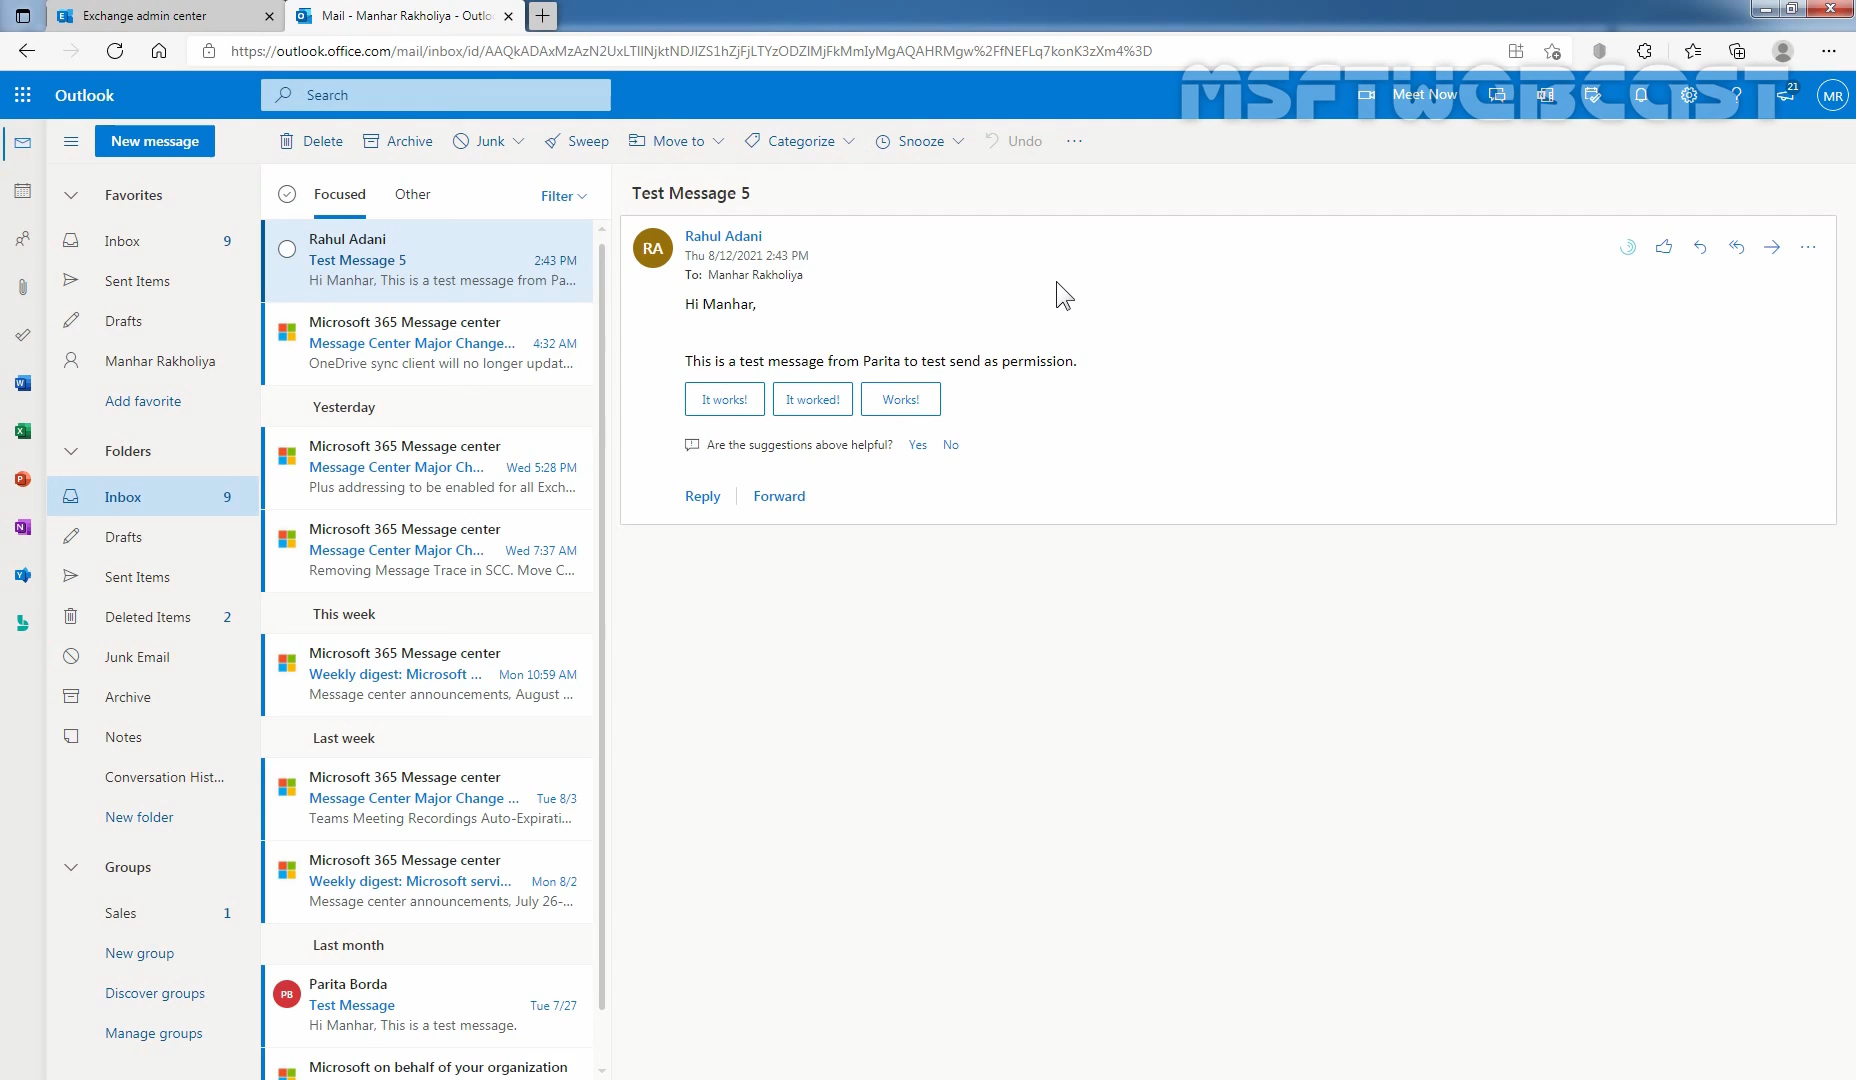 Exchange admin center
Mail - Manhar Rakholiya - Outlo
https://outlook.office.com/mail/inbox/id/AAQkADAxMzAzN2UxLTllNjktNDJlZS1hZjFjLTYzODZlMjFkMmIyMgAQAHRMgw%2FfNEFLq7konK3zXm4%3D
MSFTWEBCAST
Outlook
Search
Meet Now
21
MR
New message
Delete
Archive
Junk
Sweep
Move to
Categorize
Snooze
Undo
Favorites
Inbox 9
Sent Items
Drafts
Manhar Rakholiya
Add favorite
Folders
Inbox 9
Drafts
Sent Items
Deleted Items 2
Junk Email
Archive
Notes
Conversation Hist...
New folder
Groups
Sales 1
New group
Discover groups
Manage groups
Focused Other Filter
Rahul Adani
Test Message 5 2:43 PM
Hi Manhar, This is a test message from Pa...
Microsoft 365 Message center
Message Center Major Change... 4:32 AM
OneDrive sync client will no longer updat...
Yesterday
Microsoft 365 Message center
Message Center Major Ch... Wed 5:28 PM
Plus addressing to be enabled for all Exch...
Microsoft 365 Message center
Message Center Major Ch... Wed 7:37 AM
Removing Message Trace in SCC. Move C...
This week
Microsoft 365 Message center
Weekly digest: Microsoft ... Mon 10:59 AM
Message center announcements, August ...
Last week
Microsoft 365 Message center
Message Center Major Change ... Tue 8/3
Teams Meeting Recordings Auto-Expirati...
Microsoft 365 Message center
Weekly digest: Microsoft servi... Mon 8/2
Message center announcements, July 26-...
Last month
PB
Parita Borda
Test Message Tue 7/27
Hi Manhar, This is a test message.
Microsoft on behalf of your organization
Test Message 5
RA
Rahul Adani
Thu 8/12/2021 2:43 PM
To: Manhar Rakholiya
Hi Manhar,
This is a test message from Parita to test send as permission.
It works! It worked! Works!
Are the suggestions above helpful? Yes No
Reply Forward